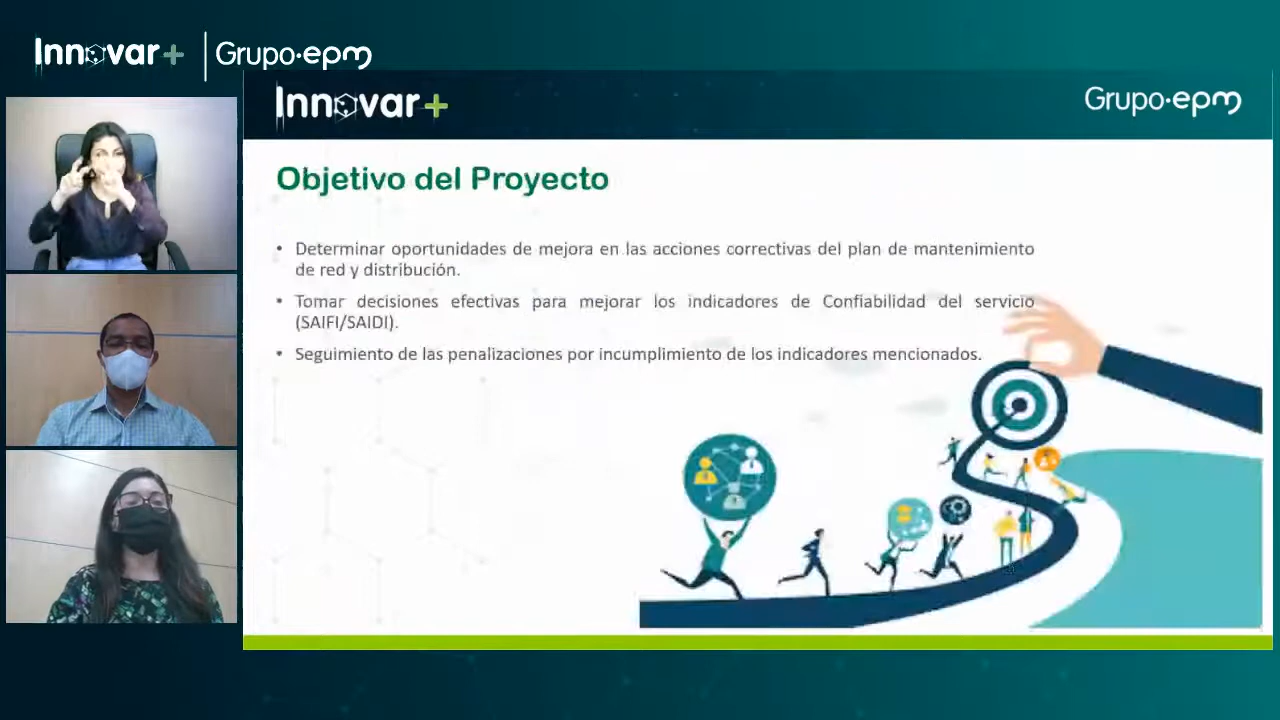 Innovar+ Grupo·epm
Innovar+
Grupo·epm
Objetivo del Proyecto
• Determinar oportunidades de mejora en las acciones correctivas del plan de mantenimiento
de red y distribución.
• Tomar decisiones efectivas para mejorar los indicadores de Confiabilidad del servicio
(SAIFI/SAIDI).
• Seguimiento de las penalizaciones por incumplimiento de los indicadores mencionados.